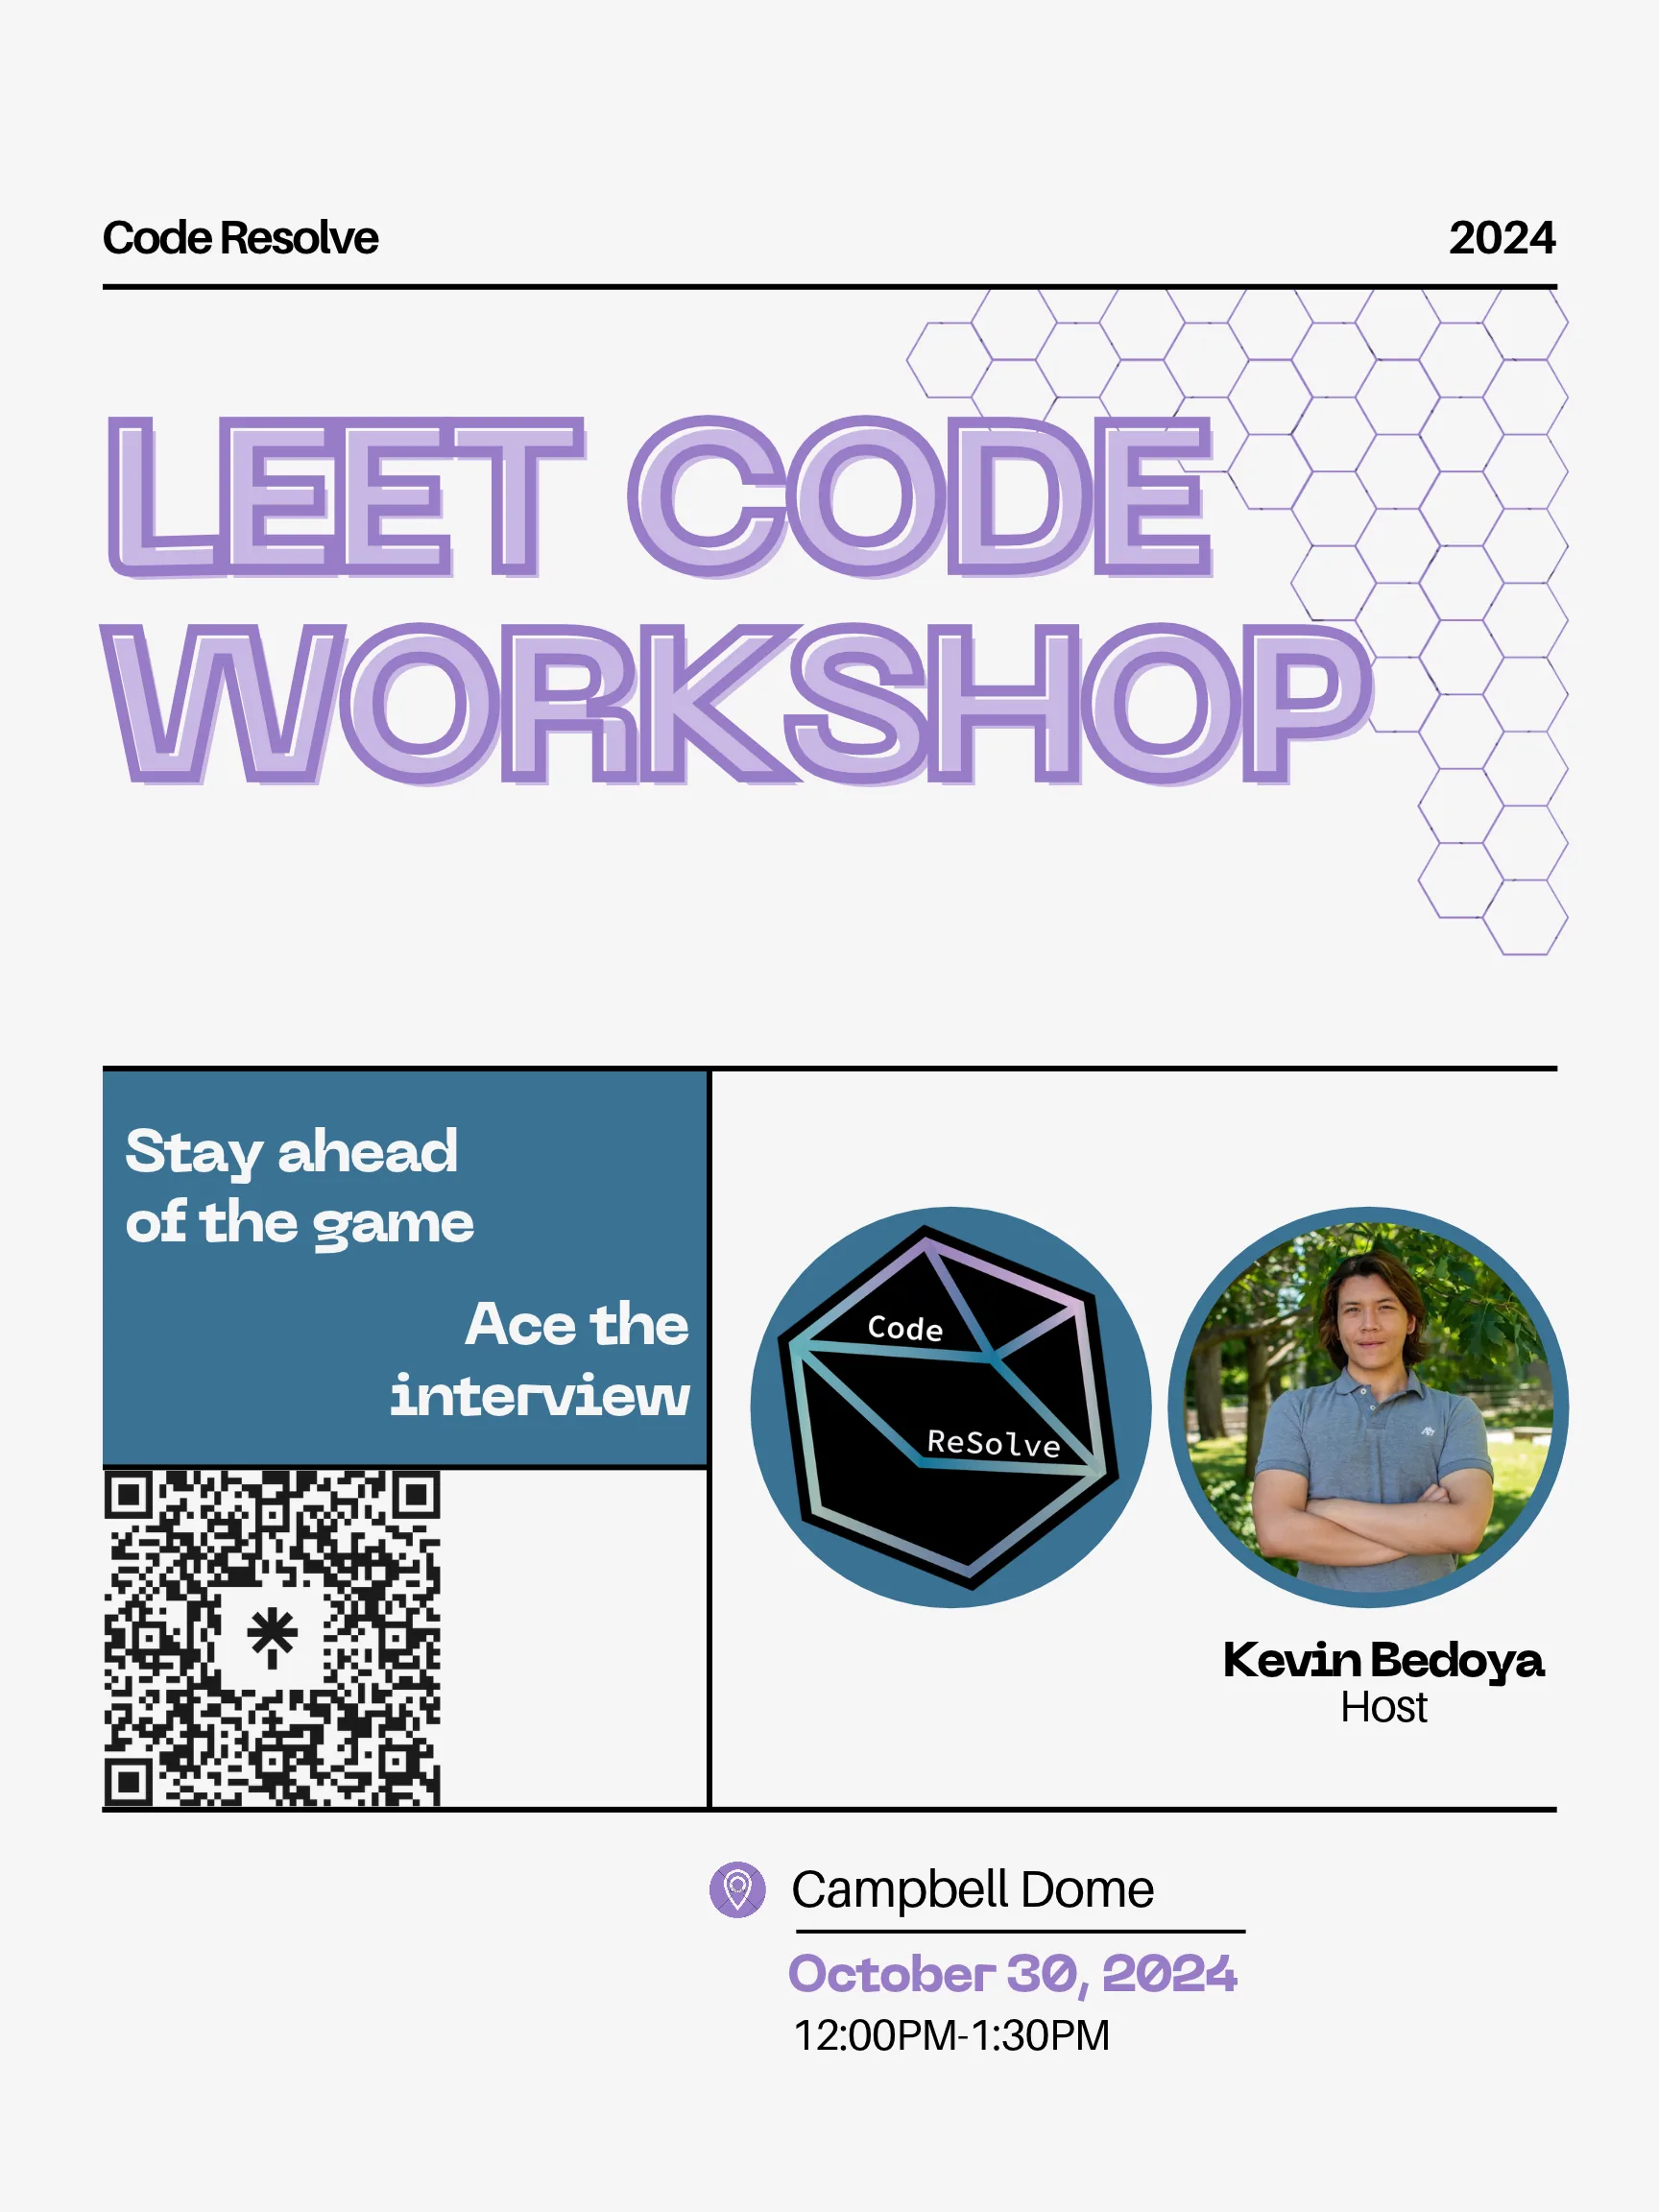 Code Resolve
2024
LEET CODE
WORKSHOP
Stay ahead
of the game
Ace the
interview
Code
ReSolve
Kevin Bedoya
Host
Campbell Dome
October 30, 2024
12:00PM-1:30PM